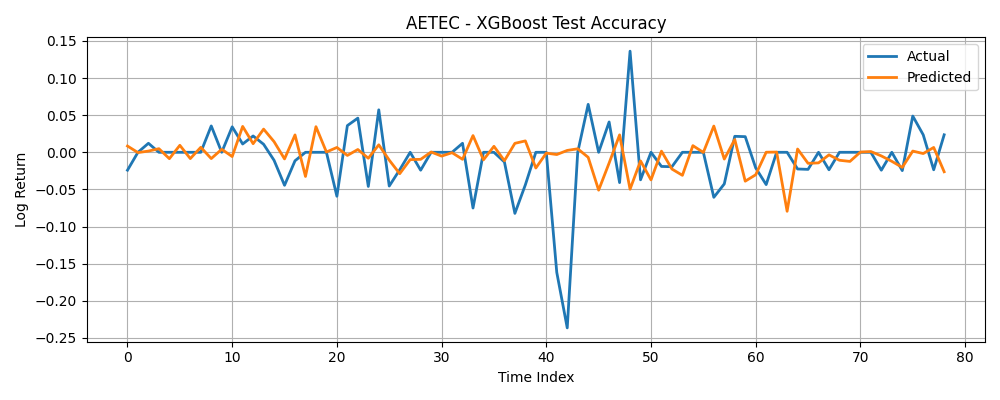 AETEC - XGBoost Test Accuracy
Actual
Predicted
0.15
0.10
0.05
0.00
−0.05
−0.10
−0.15
−0.20
−0.25
Log Return
0 10 20 30 40 50 60 70 80
Time Index